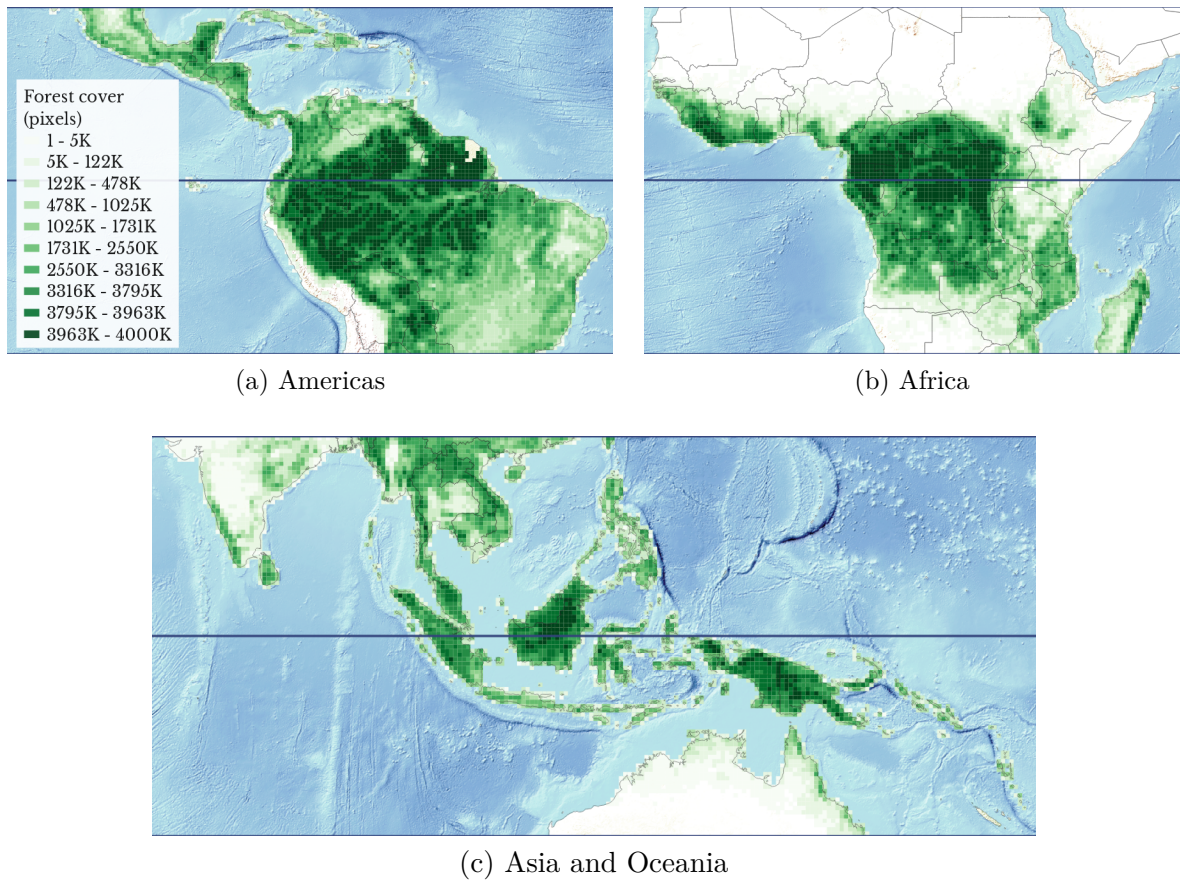 Forest cover
(pixels)
1 - 5K
5K - 122K
122K - 478K
478K - 1025K
1025K - 1731K
1731K - 2550K
2550K - 3316K
3316K - 3795K
3795K - 3963K
3963K - 4000K
(a) Americas
(b) Africa
(c) Asia and Oceania